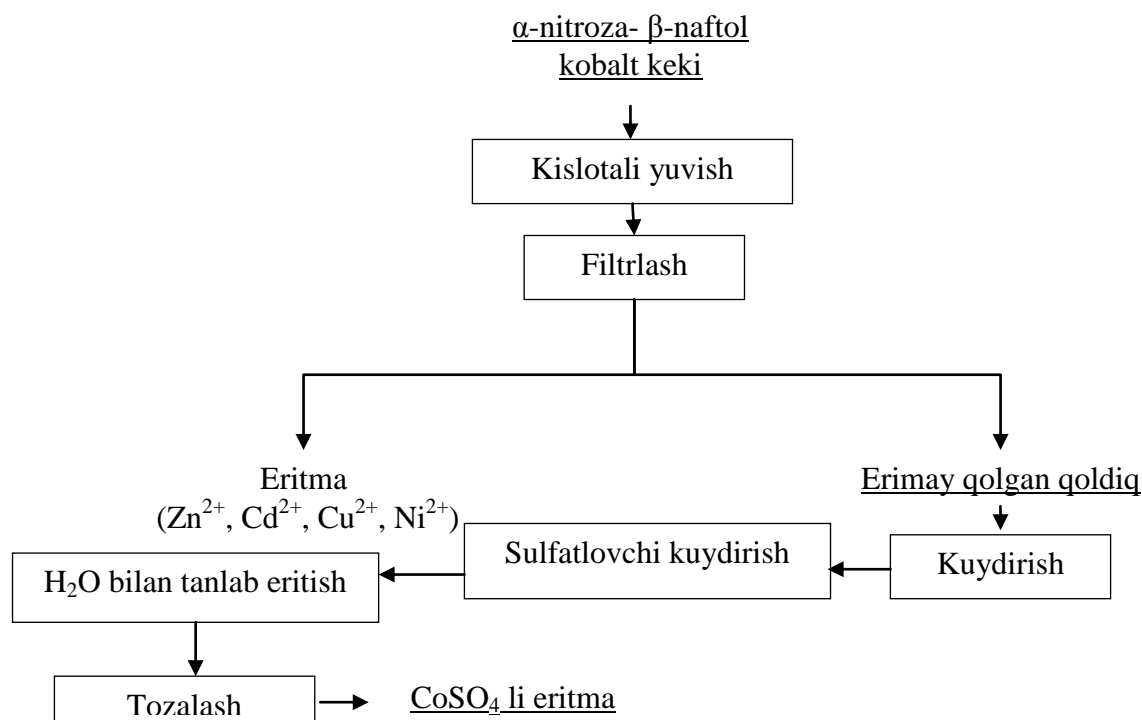 α-nitroza- β-naftol
kobalt keki
Kislotali yuvish
Filtrlash
Eritma
(Zn²⁺, Cd²⁺, Cu²⁺, Ni²⁺)
Erimay qolgan qoldiq
H₂O bilan tanlab eritish
Sulfatlovchi kuydirish
Kuydirish
Tozalash
CoSO₄ li eritma